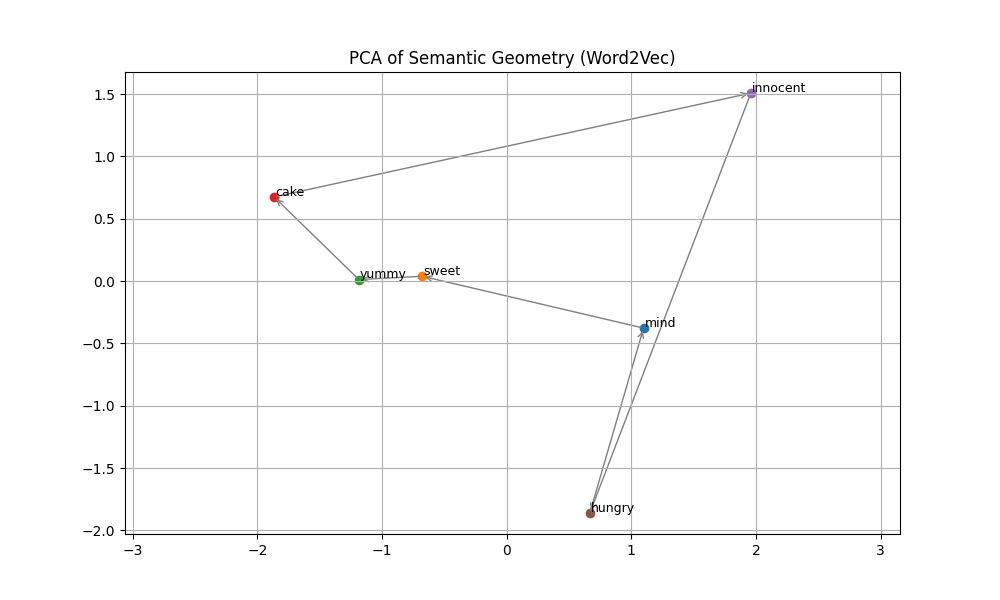 PCA of Semantic Geometry (Word2Vec)
innocent
cake
yummy
sweet
mind
hungry
1.5
1.0
0.5
0.0
−0.5
−1.0
−1.5
−2.0
−3
−2
−1
0
1
2
3